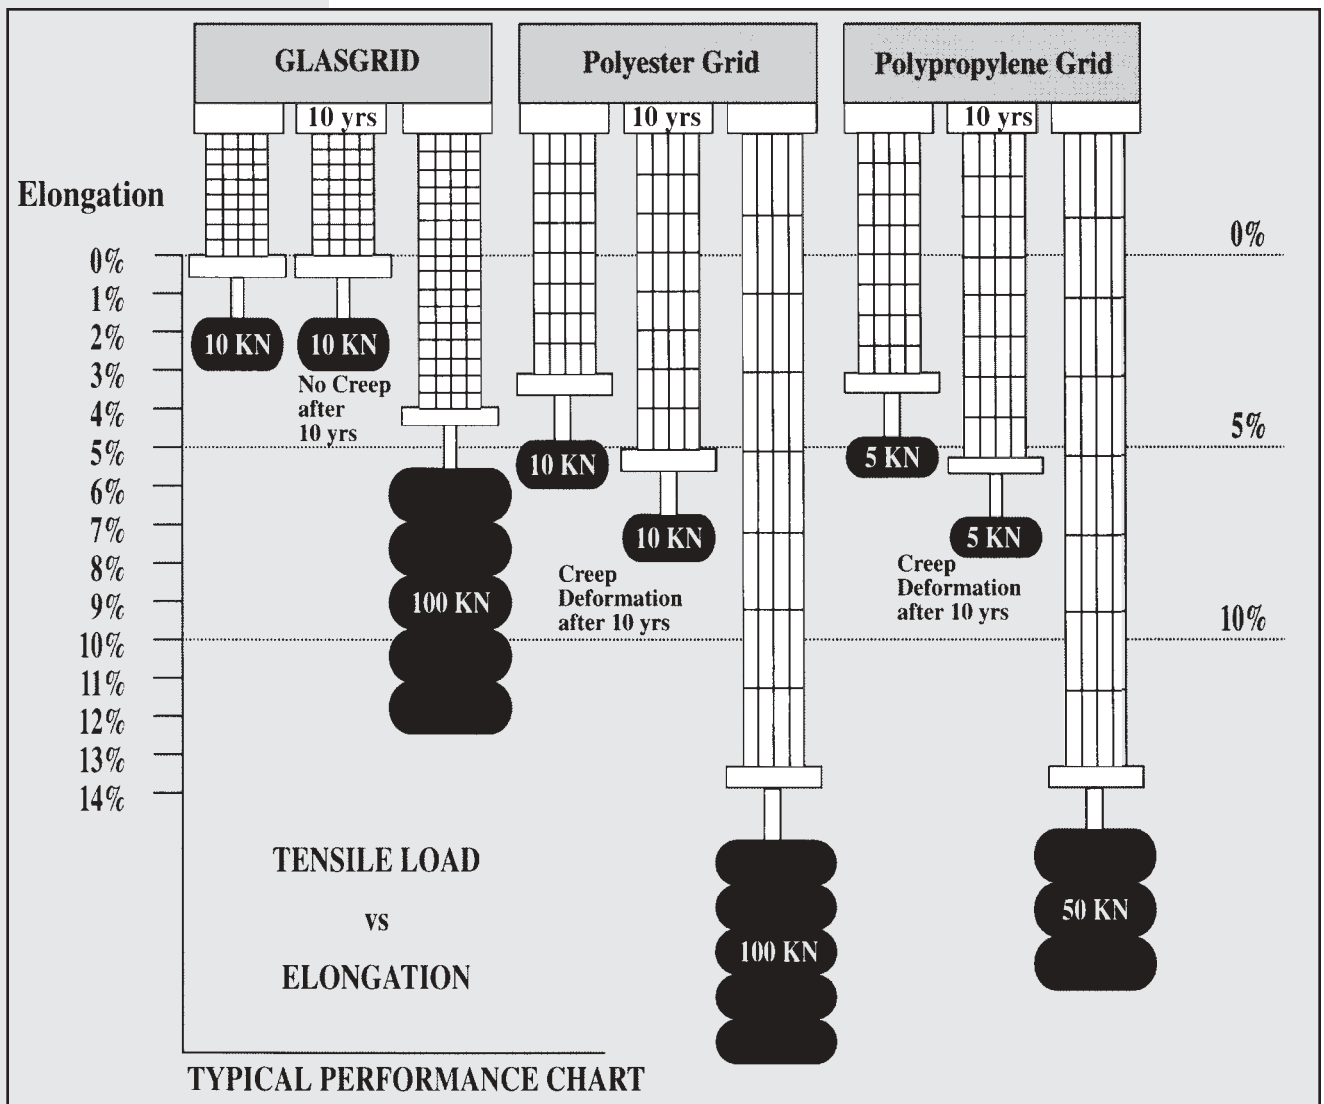 GLASGRID
Polyester Grid
Polypropylene Grid
10 yrs
10 yrs
10 yrs
Elongation
0%
1%
2%
3%
4%
5%
6%
7%
8%
9%
10%
11%
12%
13%
14%
0%
5%
10%
10 KN
10 KN
No Creep
after
10 yrs
100 KN
10 KN
10 KN
Creep
Deformation
after 10 yrs
100 KN
5 KN
5 KN
Creep
Deformation
after 10 yrs
50 KN
TENSILE LOAD
vs
ELONGATION
TYPICAL PERFORMANCE CHART